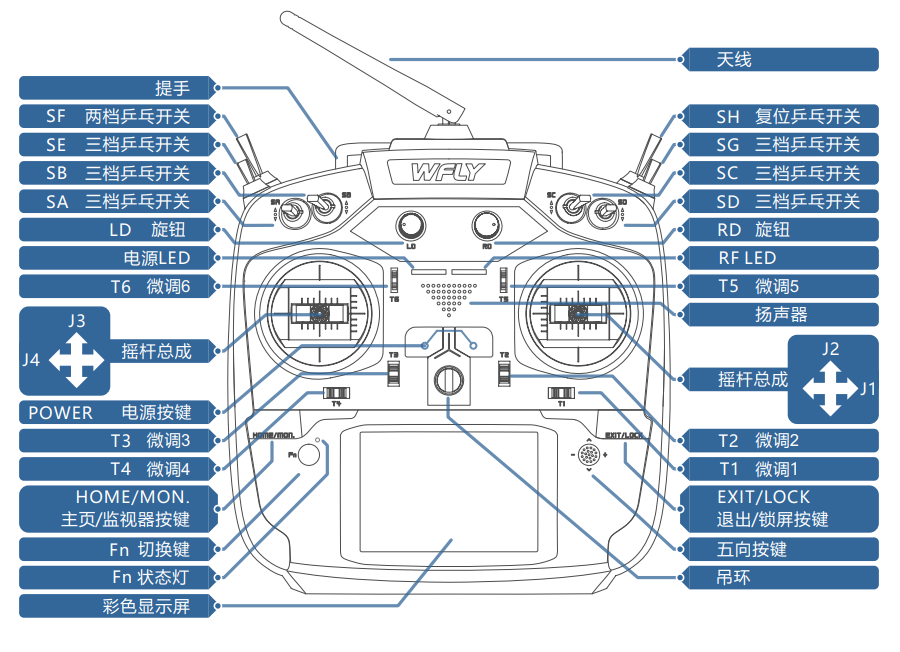 天线
提手
SF 两档乒乓开关
SE 三档乒乓开关
SB 三档乒乓开关
SA 三档乒乓开关
LD 旋钮
电源LED
T6 微调6
J3
J4
摇杆总成
POWER 电源按键
T3 微调3
T4 微调4
HOME/MON.
主页/监视器按键
Fn 切换键
Fn 状态灯
彩色显示屏
WFLY
SA
SB
SC
SD
LD
RD
T6
T5
T3
T2
T4
T1
HOME/MON.
Fn
EXIT/LOCK
- +
SH 复位乒乓开关
SG 三档乒乓开关
SC 三档乒乓开关
SD 三档乒乓开关
RD 旋钮
RF LED
T5 微调5
扬声器
J2
摇杆总成
J1
T2 微调2
T1 微调1
EXIT/LOCK
退出/锁屏按键
五向按键
吊环